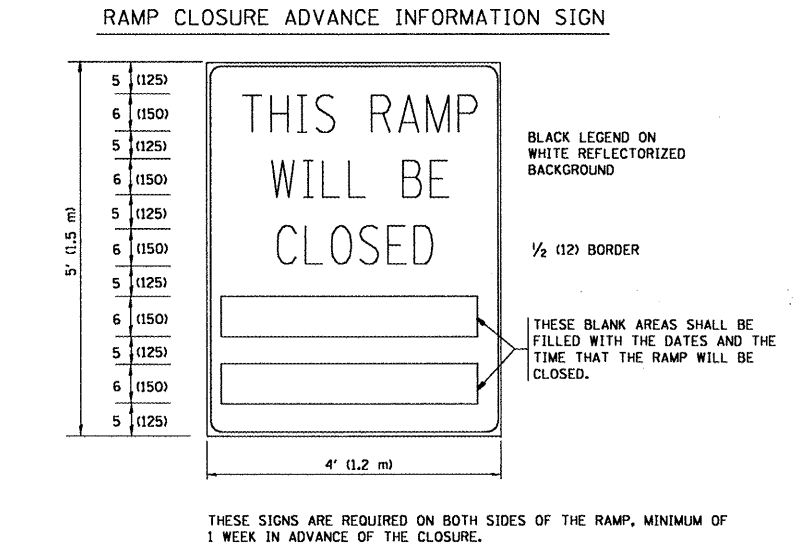 RAMP CLOSURE ADVANCE INFORMATION SIGN
5 (125)
6 (150)
5 (125)
6 (150)
5 (125)
6 (150)
5 (125)
6 (150)
5 (125)
6 (150)
5 (125)
5' (1.5 m)
THIS RAMP
WILL BE
CLOSED
BLACK LEGEND ON
WHITE REFLECTORIZED
BACKGROUND
1/2 (12) BORDER
THESE BLANK AREAS SHALL BE
FILLED WITH THE DATES AND THE
TIME THAT THE RAMP WILL BE
CLOSED.
4' (1.2 m)
THESE SIGNS ARE REQUIRED ON BOTH SIDES OF THE RAMP, MINIMUM OF
1 WEEK IN ADVANCE OF THE CLOSURE.